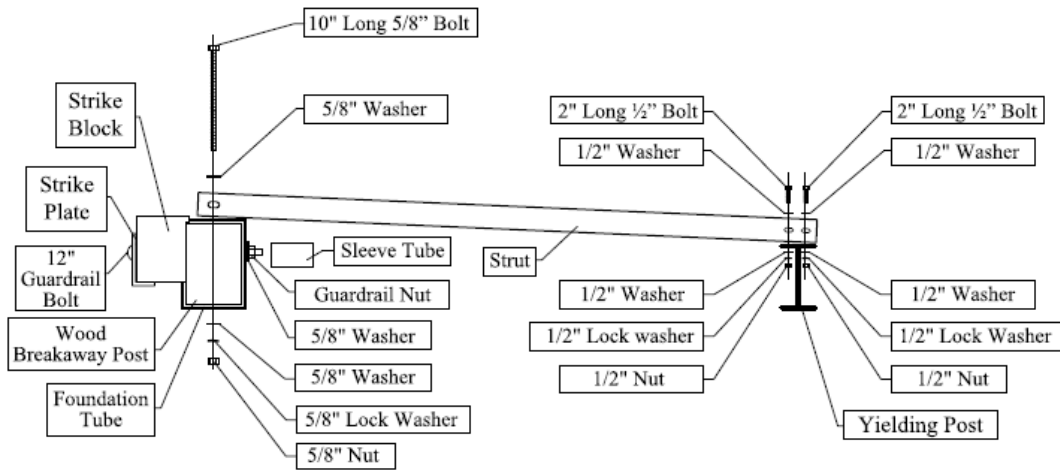 10" Long 5/8” Bolt
5/8" Washer
Strike
Block
Strike
Plate
12"
Guardrail
Bolt
Wood
Breakaway Post
Foundation
Tube
Sleeve Tube
Guardrail Nut
5/8" Washer
5/8" Washer
5/8" Lock Washer
5/8" Nut
Strut
2" Long ½” Bolt
1/2" Washer
2" Long ½” Bolt
1/2" Washer
1/2" Washer
1/2" Lock washer
1/2" Nut
1/2" Washer
1/2" Lock Washer
1/2" Nut
Yielding Post